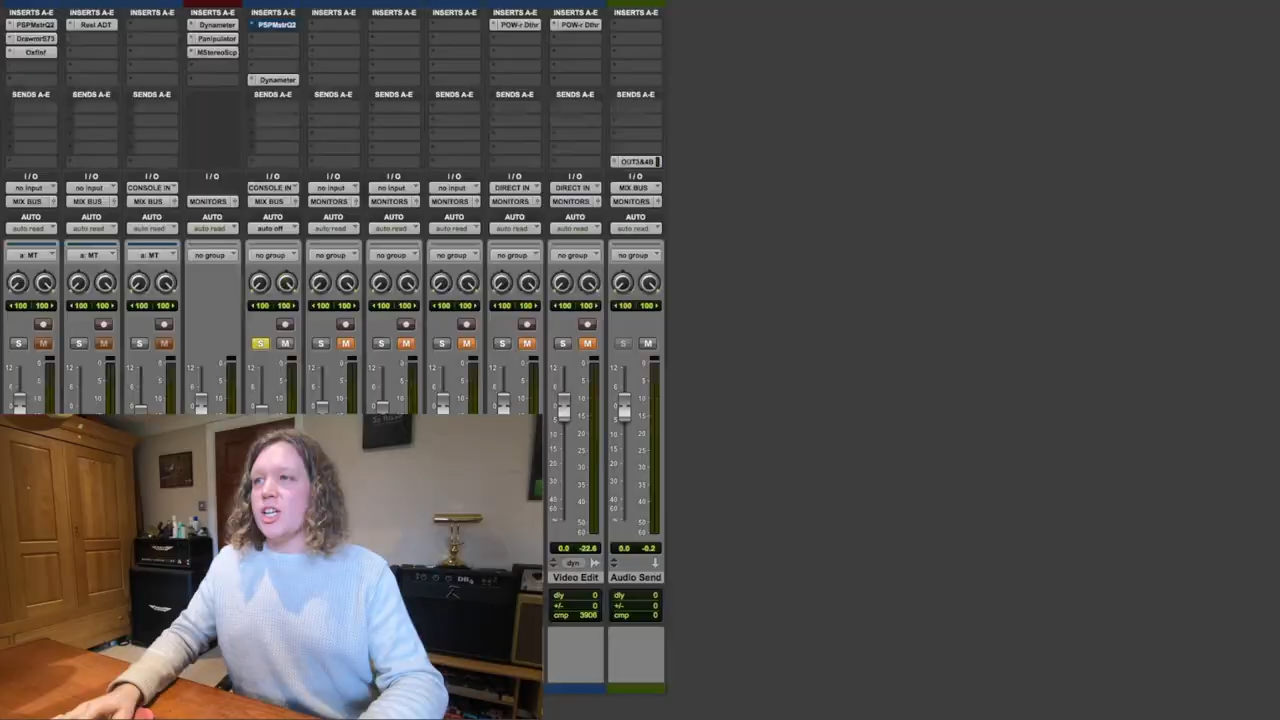 INSERTS A-E INSERTS A-E INSERTS A-E INSERTS A-E INSERTS A-E INSERTS A-E INSERTS A-E INSERTS A-E INSERTS A-E INSERTS A-E INSERTS A-E
PSPMstrQ2 Reel ADT Dynameter PSPMstrQ2 POW-r Dthr POW-r Dthr
DrawmrS73 Panipulator
OxfInf MStereoScp
Dynameter
SENDS A-E SENDS A-E SENDS A-E SENDS A-E SENDS A-E SENDS A-E SENDS A-E SENDS A-E SENDS A-E SENDS A-E
OUT3&4B
I/O I/O I/O I/O I/O I/O I/O I/O I/O I/O I/O
no input no input CONSOLE IN CONSOLE IN no input no input no input DIRECT IN DIRECT IN MIX BUS
MIX BUS MIX BUS MIX BUS MONITORS MIX BUS MONITORS MONITORS MONITORS MONITORS MONITORS MONITORS
AUTO AUTO AUTO AUTO AUTO AUTO AUTO AUTO AUTO AUTO AUTO
auto read auto read auto read auto read auto off auto read auto read auto read auto read auto read auto read
a: MT a: MT a: MT no group no group no group no group no group no group no group no group
100 100 100 100 100 100 100 100 100 100 100 100 100 100 100 100 100 100 100 100
S M S M S M S M S M S M S M S M S M S M
0.0 -22.6 0.0 -0.2
dyn
Video Edit Audio Send
dly 0 dly 0
+/- 0 +/- 0
cmp 3906 cmp 0